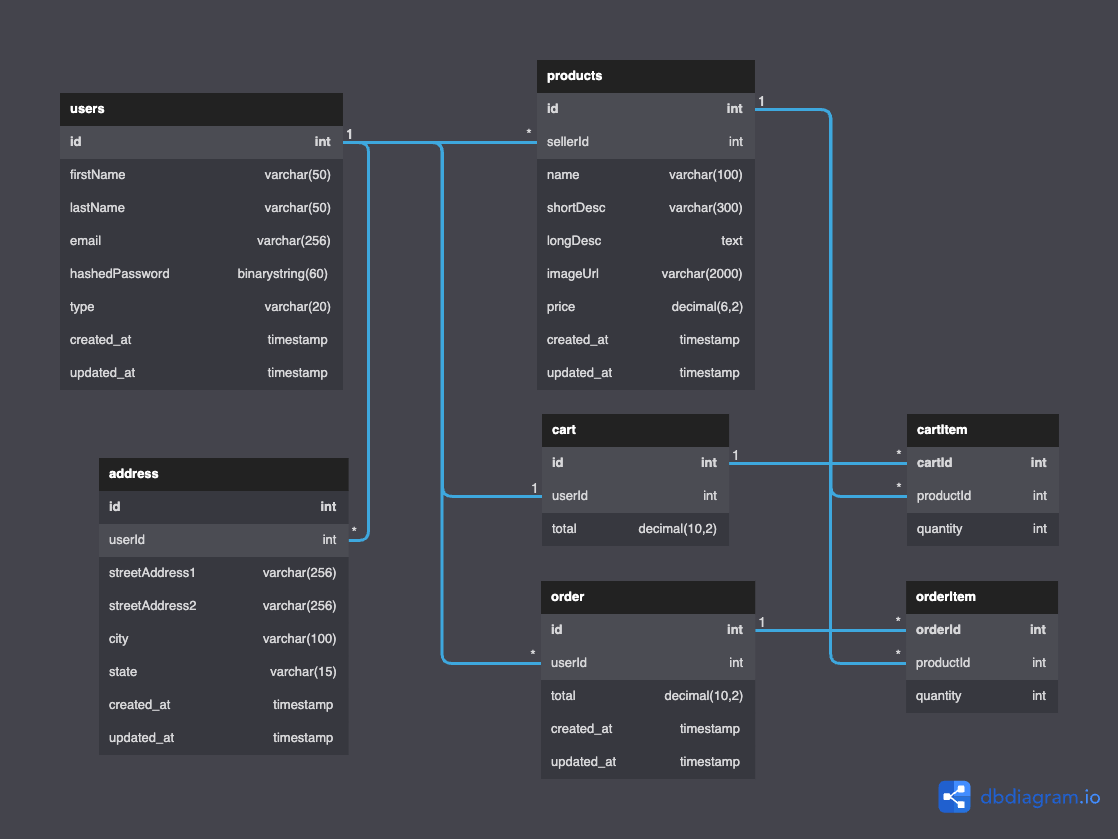 users
id int
firstName varchar(50)
lastName varchar(50)
email varchar(256)
hashedPassword binarystring(60)
type varchar(20)
created_at timestamp
updated_at timestamp
1
*
products
id int
sellerId int
name varchar(100)
shortDesc varchar(300)
longDesc text
imageUrl varchar(2000)
price decimal(6,2)
created_at timestamp
updated_at timestamp
1
address
id int
userId int
streetAddress1 varchar(256)
streetAddress2 varchar(256)
city varchar(100)
state varchar(15)
created_at timestamp
updated_at timestamp
*
cart
id int
userId int
total decimal(10,2)
1
1
cartItem
cartId int
productId int
quantity int
*
*
order
id int
userId int
total decimal(10,2)
created_at timestamp
updated_at timestamp
*
1
orderItem
orderId int
productId int
quantity int
*
*
dbdiagram.io